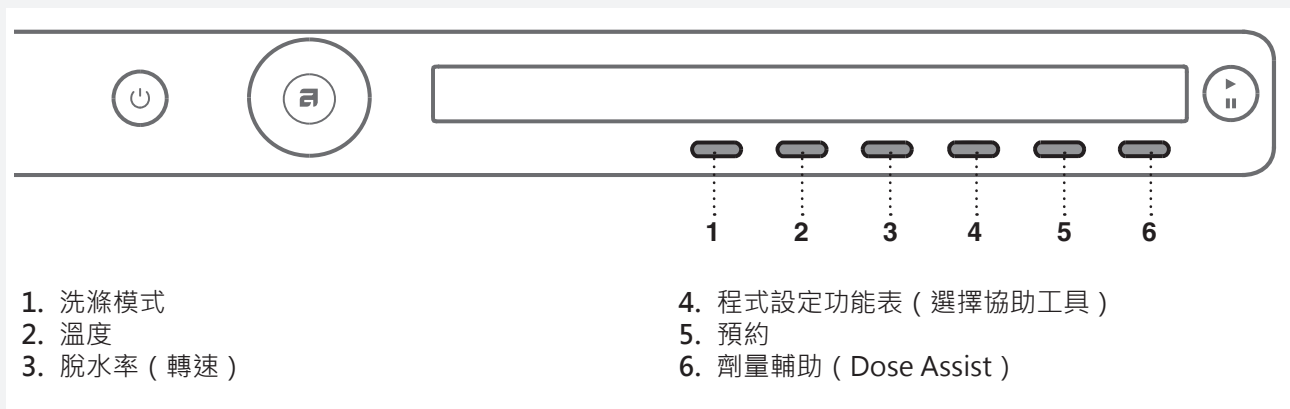 1 2 3 4 5 6
1. 洗滌模式
2. 溫度
3. 脫水率（轉速）
4. 程式設定功能表（選擇協助工具）
5. 預約
6. 劑量輔助（Dose Assist）